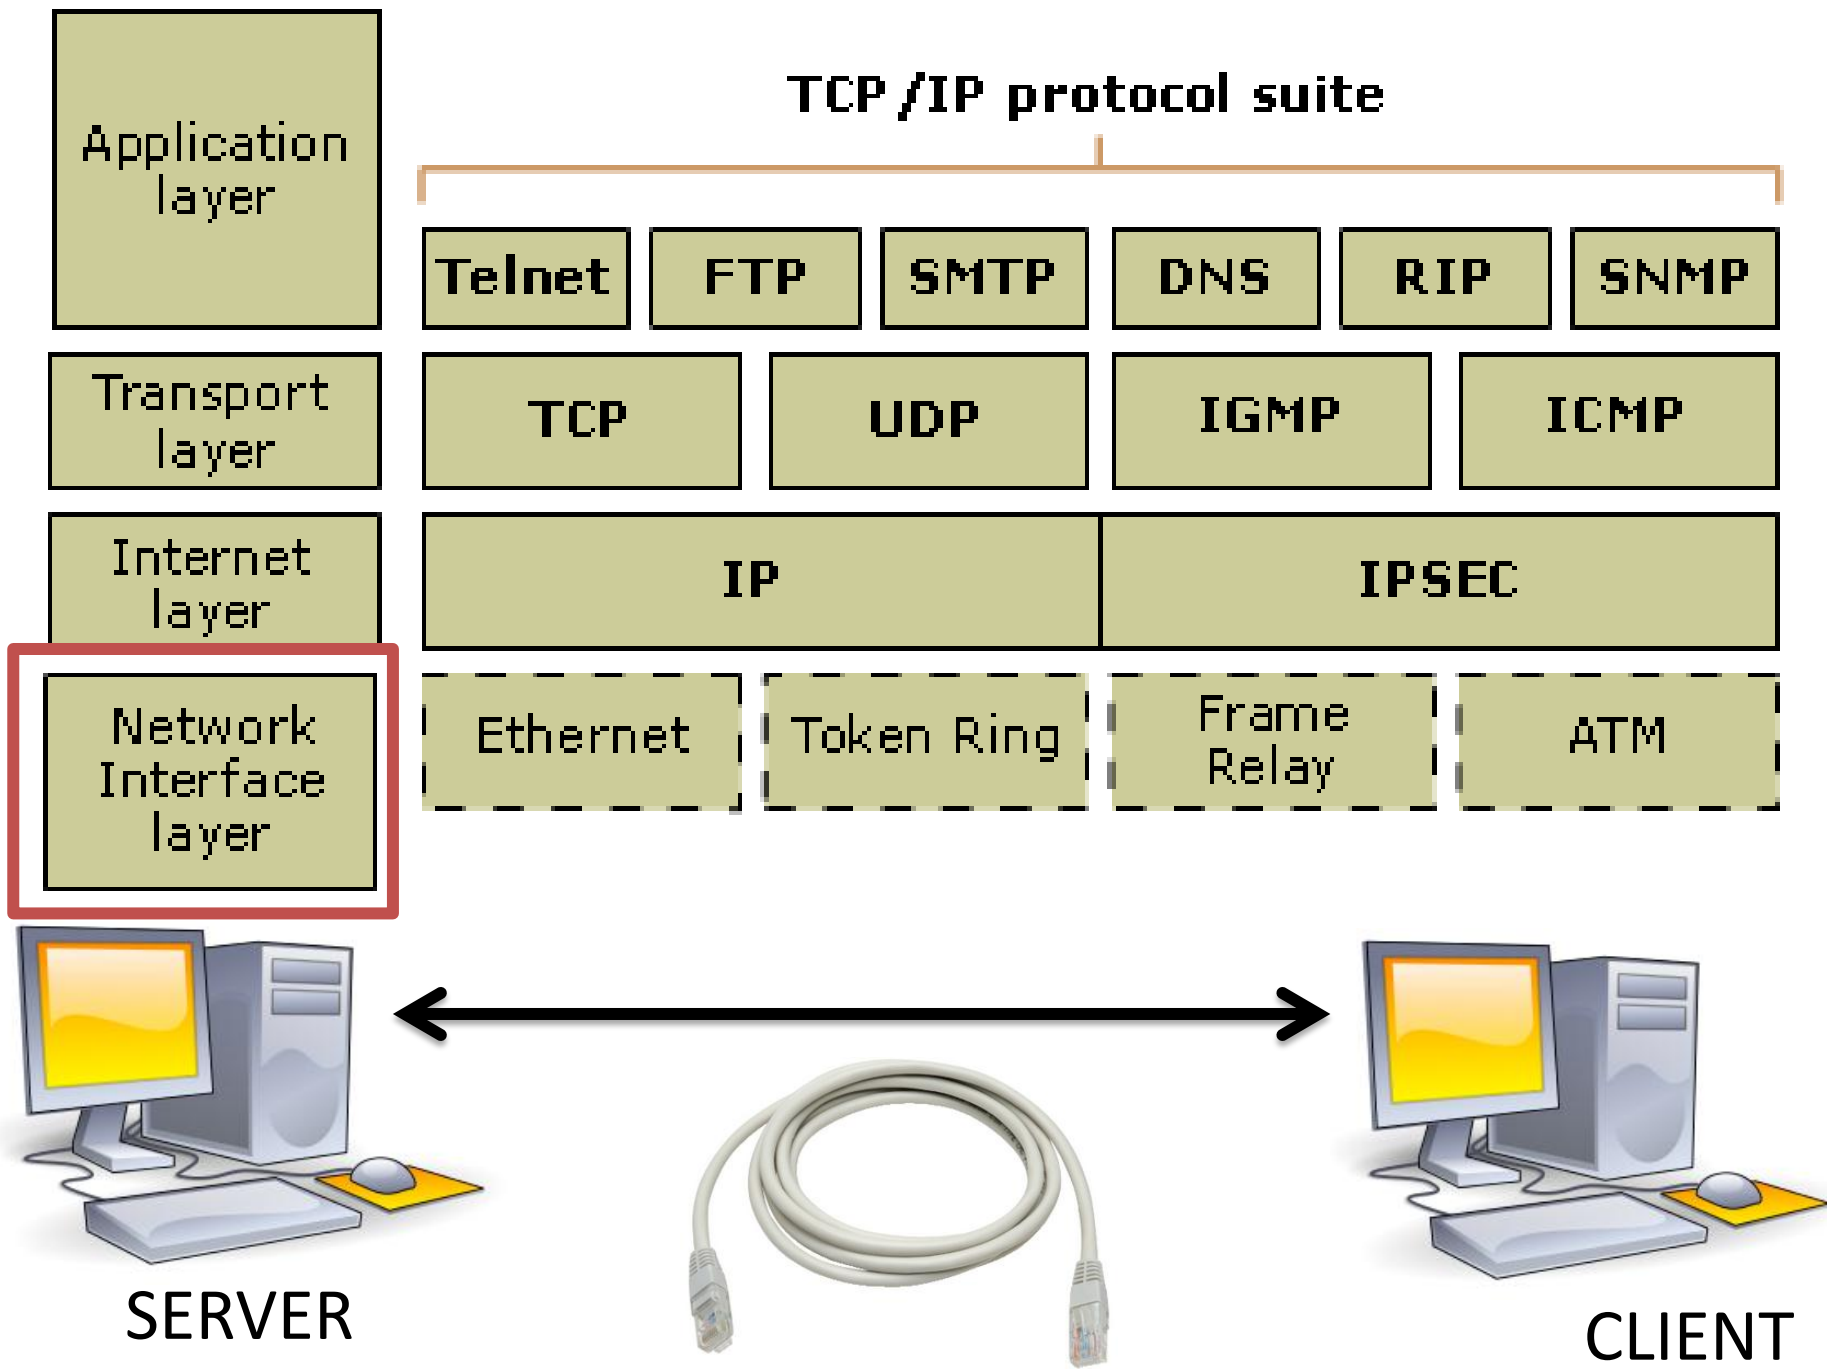 Application
layer
TCP/IP protocol suite
Telnet
FTP
SMTP
DNS
RIP
SNMP
Transport
layer
TCP
UDP
IGMP
ICMP
Internet
layer
IP
IPSEC
Network
Interface
layer
Ethernet
Token Ring
Frame
Relay
ATM
SERVER
CLIENT